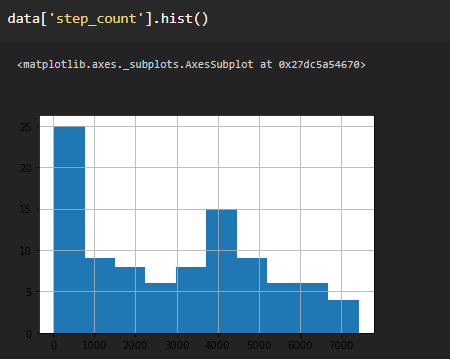 data['step_count'].hist()
<matplotlib.axes._subplots.AxesSubplot at 0x27dc5a54670>
25
20
15
10
5
0
0 1000 2000 3000 4000 5000 6000 7000